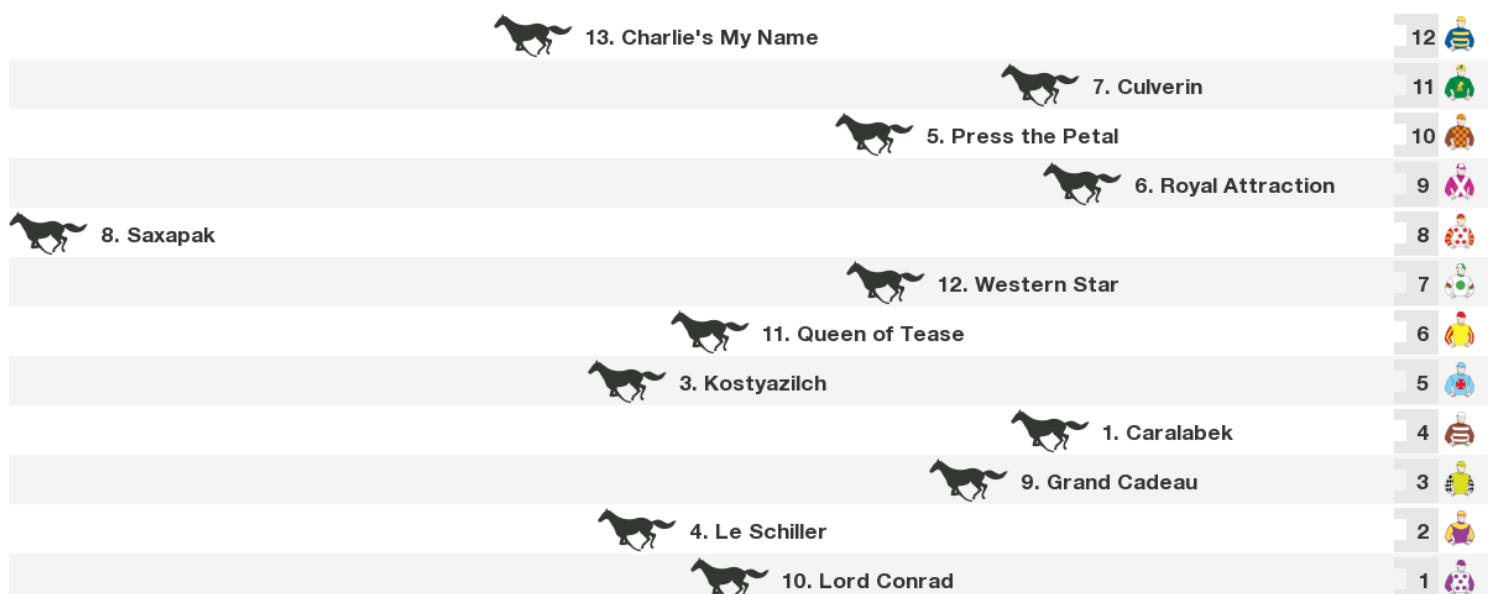 13. Charlie's My Name 12
7. Culverin 11
5. Press the Petal 10
6. Royal Attraction 9
8. Saxapak 8
12. Western Star 7
11. Queen of Tease 6
3. Kostyazilch 5
1. Caralabek 4
9. Grand Cadeau 3
4. Le Schiller 2
10. Lord Conrad 1